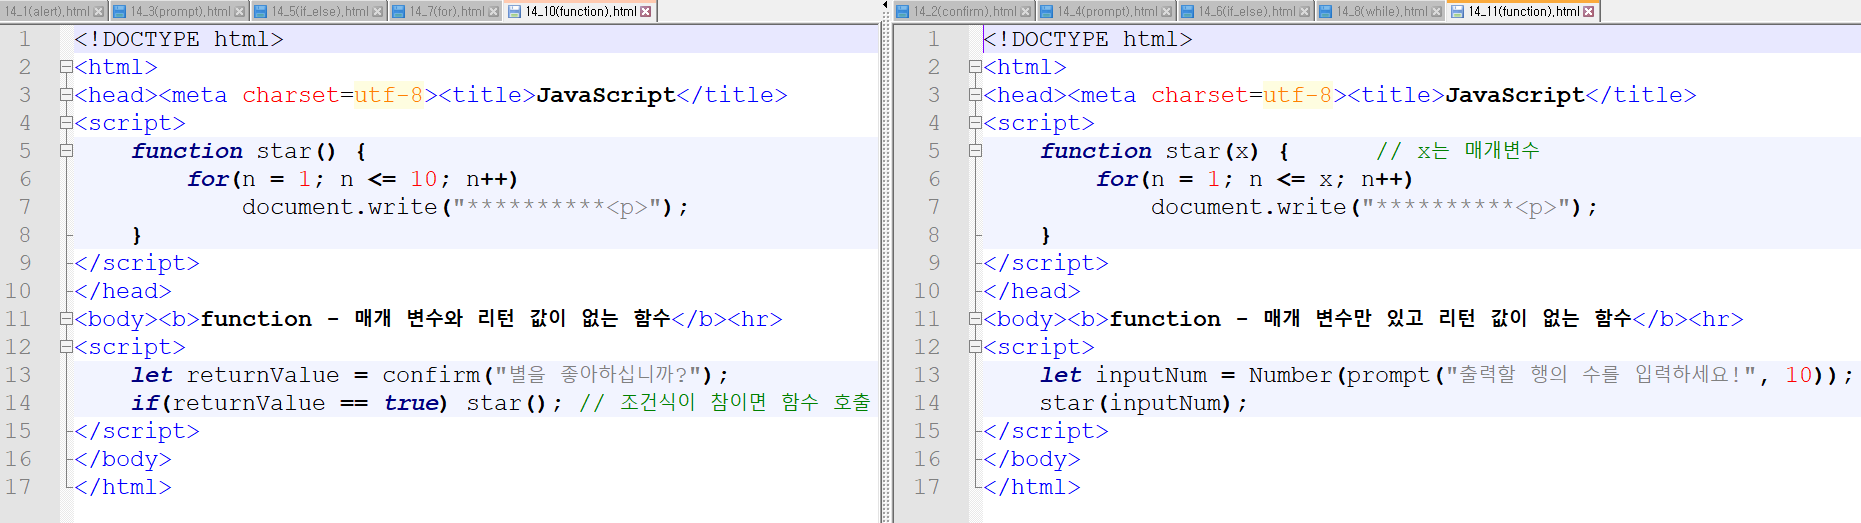 14_1(alert),html 14_3(prompt),html 14_5(if_else),html 14_7(for),html 14_10(function),html
1 <!DOCTYPE html>
2 <html>
3 <head><meta charset=utf-8><title>JavaScript</title>
4 <script>
5 function star() {
6 for(n = 1; n <= 10; n++)
7 document.write("**********<p>");
8 }
9 </script>
10 </head>
11 <body><b>function - 매개 변수와 리턴 값이 없는 함수</b><hr>
12 <script>
13 let returnValue = confirm("별을 좋아하십니까?");
14 if(returnValue == true) star(); // 조건식이 참이면 함수 호출
15 </script>
16 </body>
17 </html>
14_2(confirm),html 14_4(prompt),html 14_6(if_else),html 14_8(while),html 14_11(function),html
1 <!DOCTYPE html>
2 <html>
3 <head><meta charset=utf-8><title>JavaScript</title>
4 <script>
5 function star(x) { // x는 매개변수
6 for(n = 1; n <= x; n++)
7 document.write("**********<p>");
8 }
9 </script>
10 </head>
11 <body><b>function - 매개 변수만 있고 리턴 값이 없는 함수</b><hr>
12 <script>
13 let inputNum = Number(prompt("출력할 행의 수를 입력하세요!", 10));
14 star(inputNum);
15 </script>
16 </body>
17 </html>